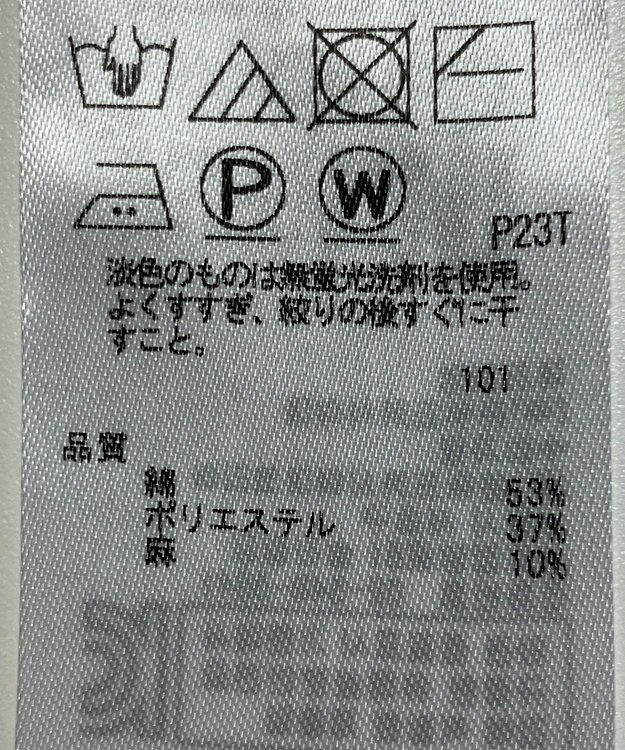 P
W
P23T
淡色のものは無蛍光洗剤を使用。
よくすすぎ、絞りの後すぐに干
すこと。
101
品質
綿 53%
ポリエステル 37%
麻 10%